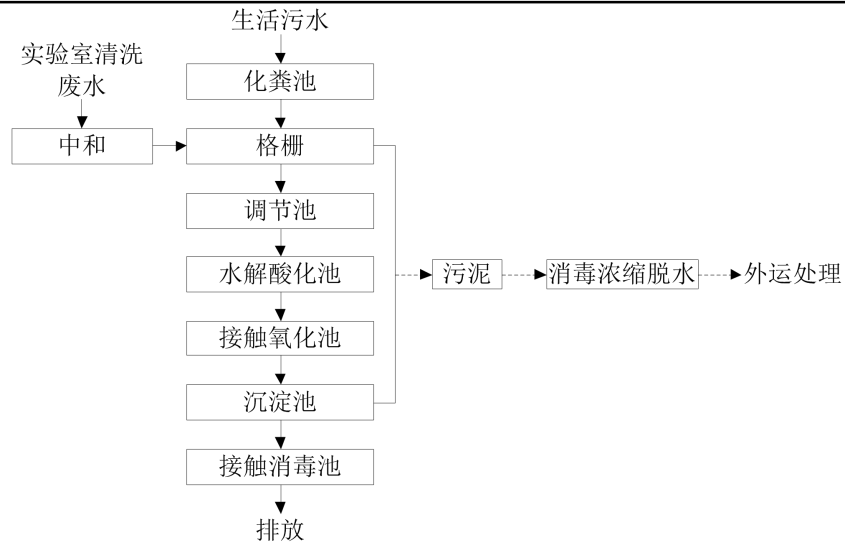 生活污水
实验室清洗
废水
化粪池
中和
格栅
调节池
水解酸化池
污泥
消毒浓缩脱水
外运处理
接触氧化池
沉淀池
接触消毒池
排放